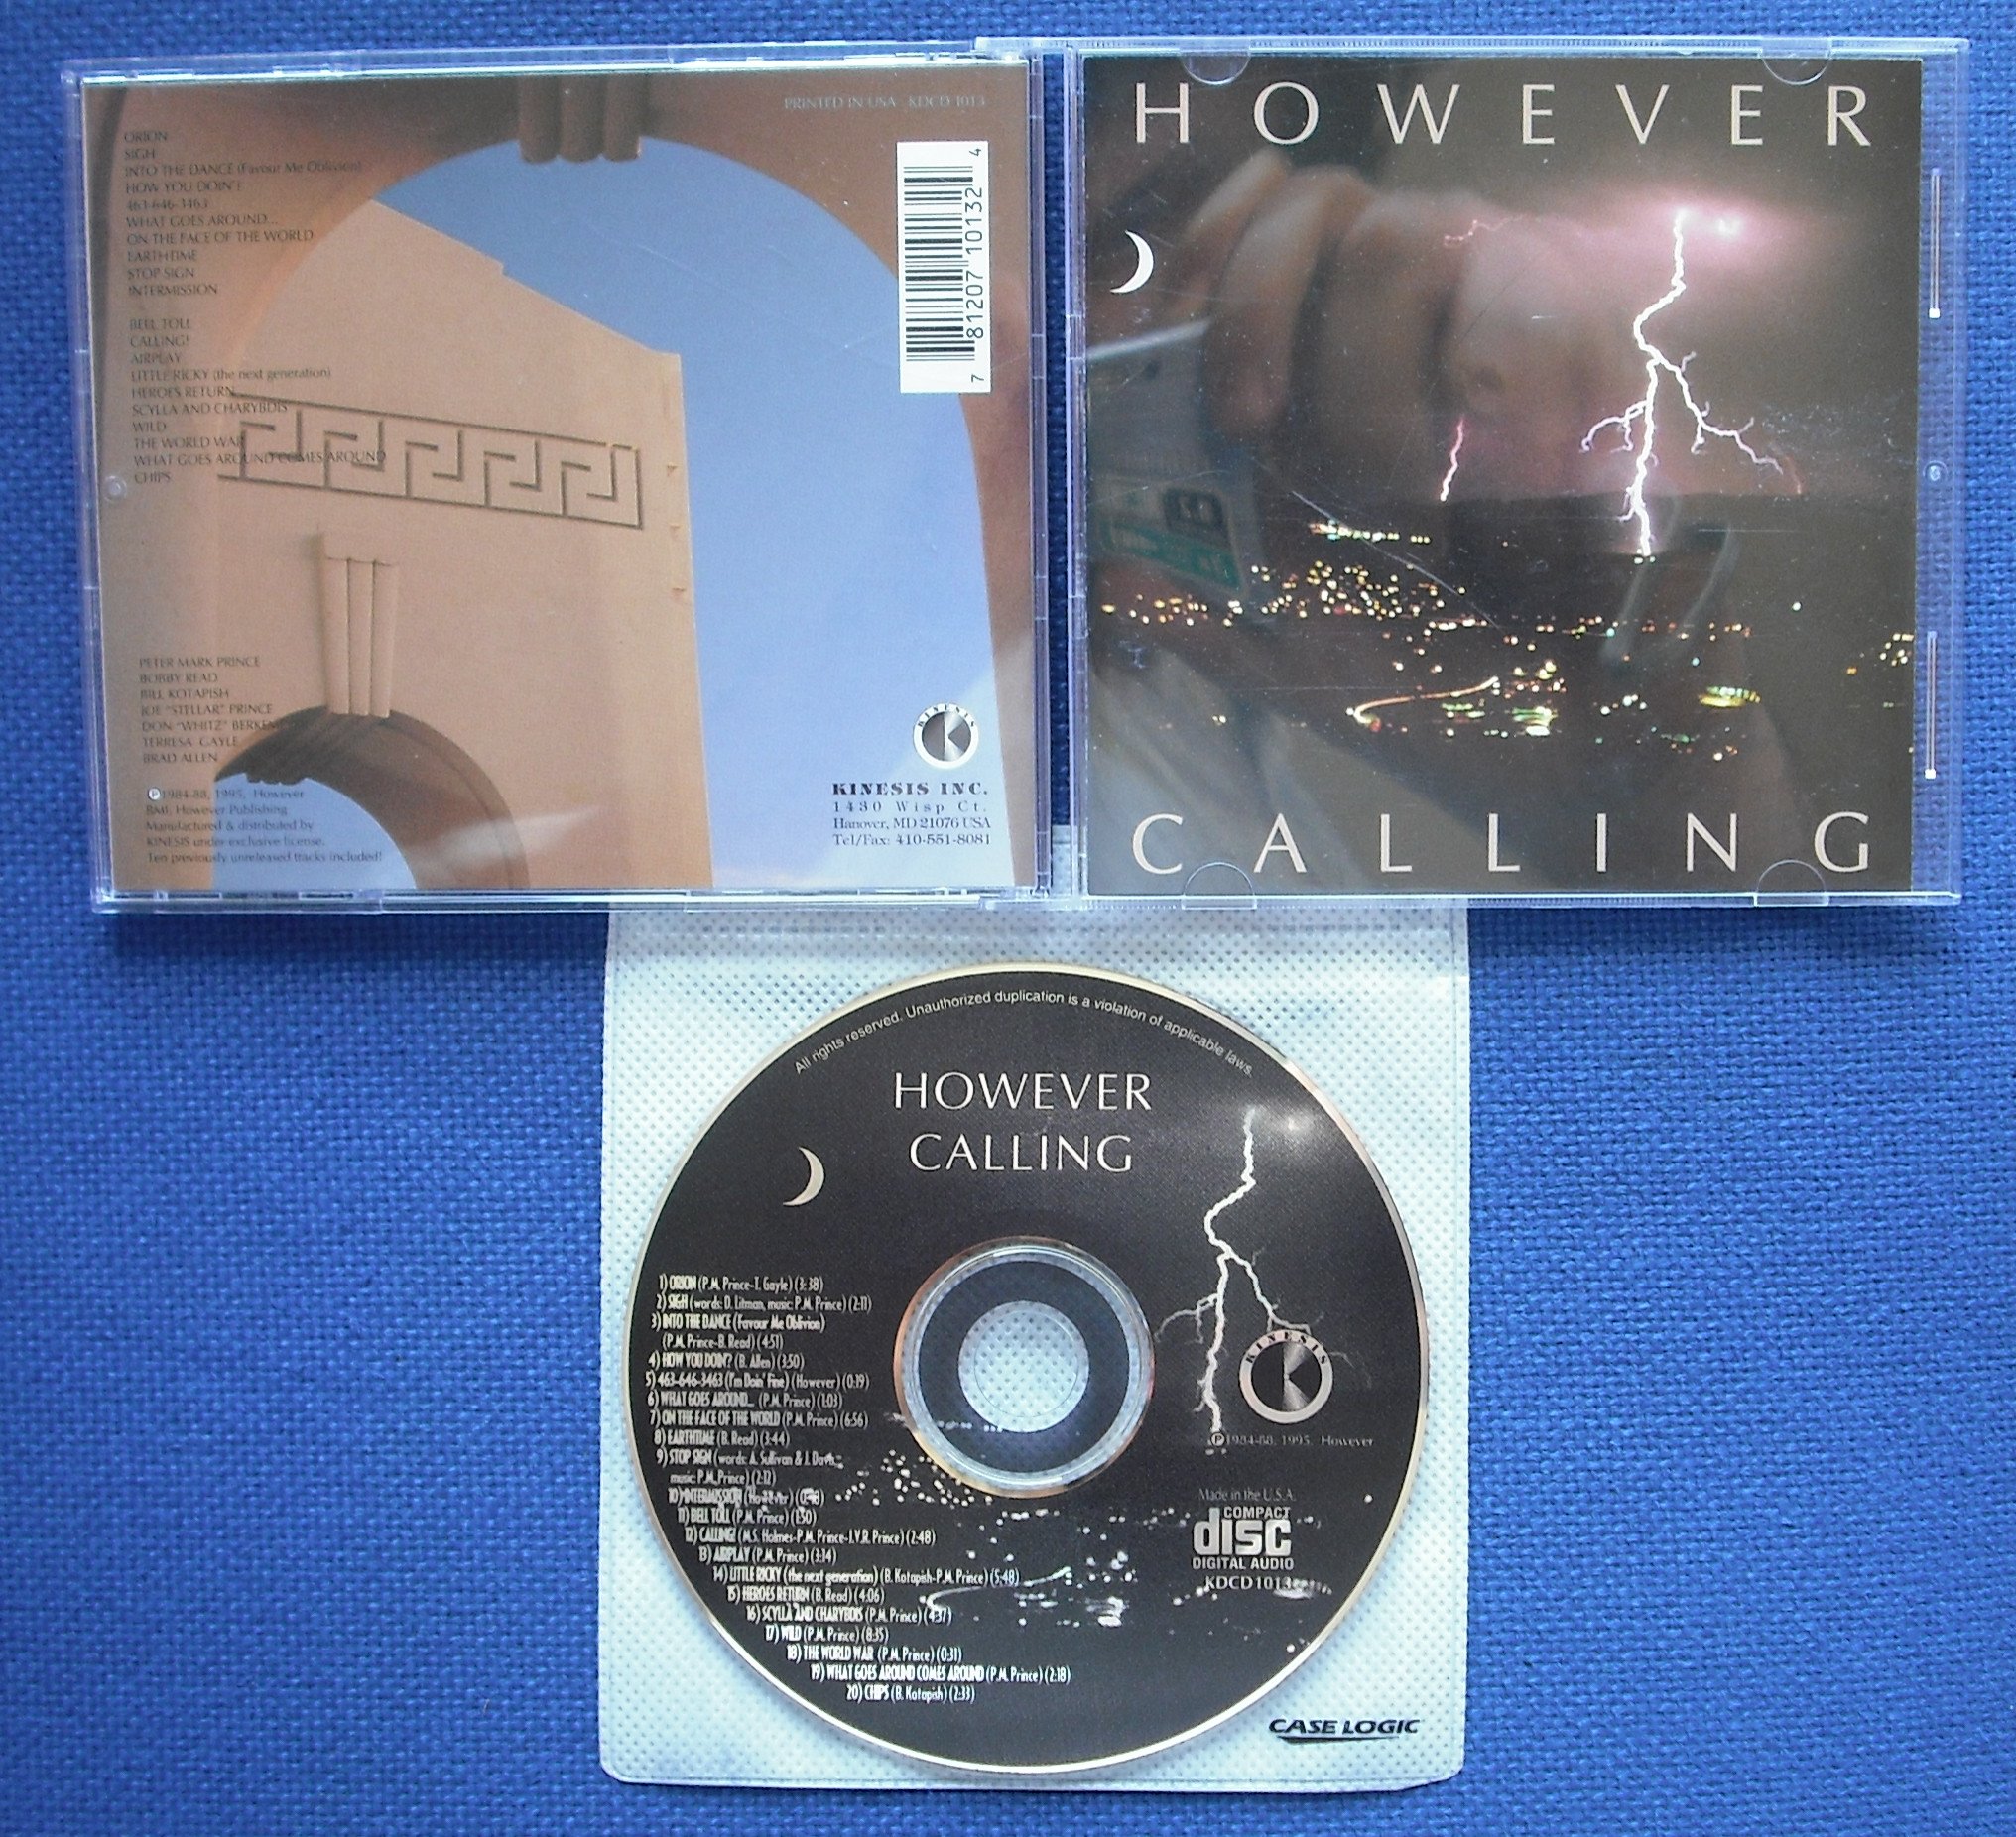 PRINTED IN USA KDCD 1013
ORION
SIGH
INTO THE DANCE (Favour Me Oblivion)
HOW YOU DOIN'?
463-646-3463
WHAT GOES AROUND...
ON THE FACE OF THE WORLD
EARTHTIME
STOP SIGN
INTERMISSION
BELL TOLL
CALLING!
AIRPLAY
LITTLE RICKY (the next generation)
HEROES RETURN
SCYLLA AND CHARYBDIS
WILD
THE WORLD WAR
WHAT GOES AROUND COMES AROUND
CHIPS
PETER MARK PRINCE
BOBBY READ
BILL KOTAPISH
JOE "STELLAR" PRINCE
DON "WHITZ"
TERRESA GAYLE
BRAD ALLEN
℗1984-88, 1995, However
BMI, However Publishing
Manufactured & distributed by
KINESIS under exclusive license.
Ten previously unreleased tracks included!
7 81207 10132 4
KINESIS
K
KINESIS INC.
1430 Wisp Ct.
Hanover, MD 21076 USA
Tel/Fax: 410-551-8081
HOWEVER
CALLING
All rights reserved. Unauthorized duplication is a violation of applicable laws.
HOWEVER
CALLING
1) ORION (P.M. Prince-T. Gayle) (3:38)
2) SIGH (words: D. Litman, music: P.M. Prince) (2:11)
3) INTO THE DANCE (Favour Me Oblivion)
(P.M. Prince-B. Read) (4:51)
4) HOW YOU DOIN'? (B. Allen) (3:50)
5) 463-646-3463 (I'm Doin' Fine) (However) (0:19)
6) WHAT GOES AROUND... (P.M. Prince) (1:03)
7) ON THE FACE OF THE WORLD (P.M. Prince) (6:56)
8) EARTHTIME (B. Read) (3:44)
9) STOP SIGN (words: A. Sullivan & J. Davis,
music: P.M. Prince) (2:12)
10) INTERMISSION (However)
11) BELL TOLL (P.M. Prince) (1:50)
12) CALLING! (M.S. Holmes-P.M. Prince-J.V.R. Prince) (2:48)
13) AIRPLAY (P.M. Prince) (3:14)
14) LITTLE RICKY (the next generation) (B. Kotapish-P.M. Prince) (5:48)
15) HEROES RETURN (B. Read) (4:06)
16) SCYLLA AND CHARYBDIS (P.M. Prince) (4:37)
17) WILD (P.M. Prince) (8:35)
18) THE WORLD WAR (P.M. Prince) (0:31)
19) WHAT GOES AROUND COMES AROUND (P.M. Prince) (2:18)
20) CHIPS (B. Kotapish) (2:33)
KINESIS
K
℗1984-88, 1995, However
Made in the U.S.A.
COMPACT
disc
DIGITAL AUDIO
KDCD 1013
CASE LOGIC